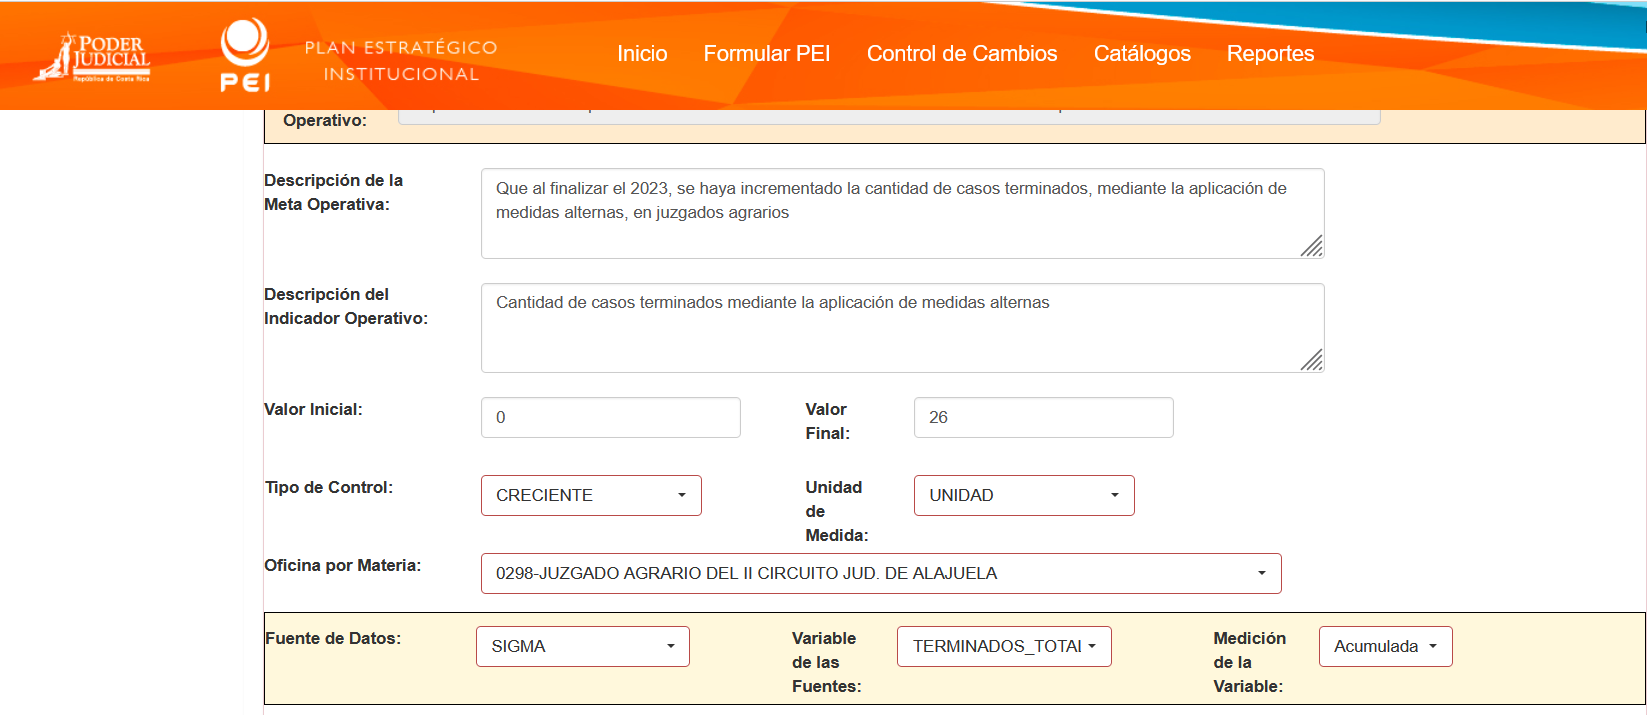 PODER
JUDICIAL
República de Costa Rica
PEI
PLAN ESTRATÉGICO
INSTITUCIONAL
Inicio
Formular PEI
Control de Cambios
Catálogos
Reportes
Operativo:
Descripción de la
Meta Operativa:
Que al finalizar el 2023, se haya incrementado la cantidad de casos terminados, mediante la aplicación de
medidas alternas, en juzgados agrarios
Descripción del
Indicador Operativo:
Cantidad de casos terminados mediante la aplicación de medidas alternas
Valor Inicial:
0
Valor
Final:
26
Tipo de Control:
CRECIENTE
Unidad
de
Medida:
UNIDAD
Oficina por Materia:
0298-JUZGADO AGRARIO DEL II CIRCUITO JUD. DE ALAJUELA
Fuente de Datos:
SIGMA
Variable
de las
Fuentes:
TERMINADOS_TOTAL
Medición
de la
Variable:
Acumulada